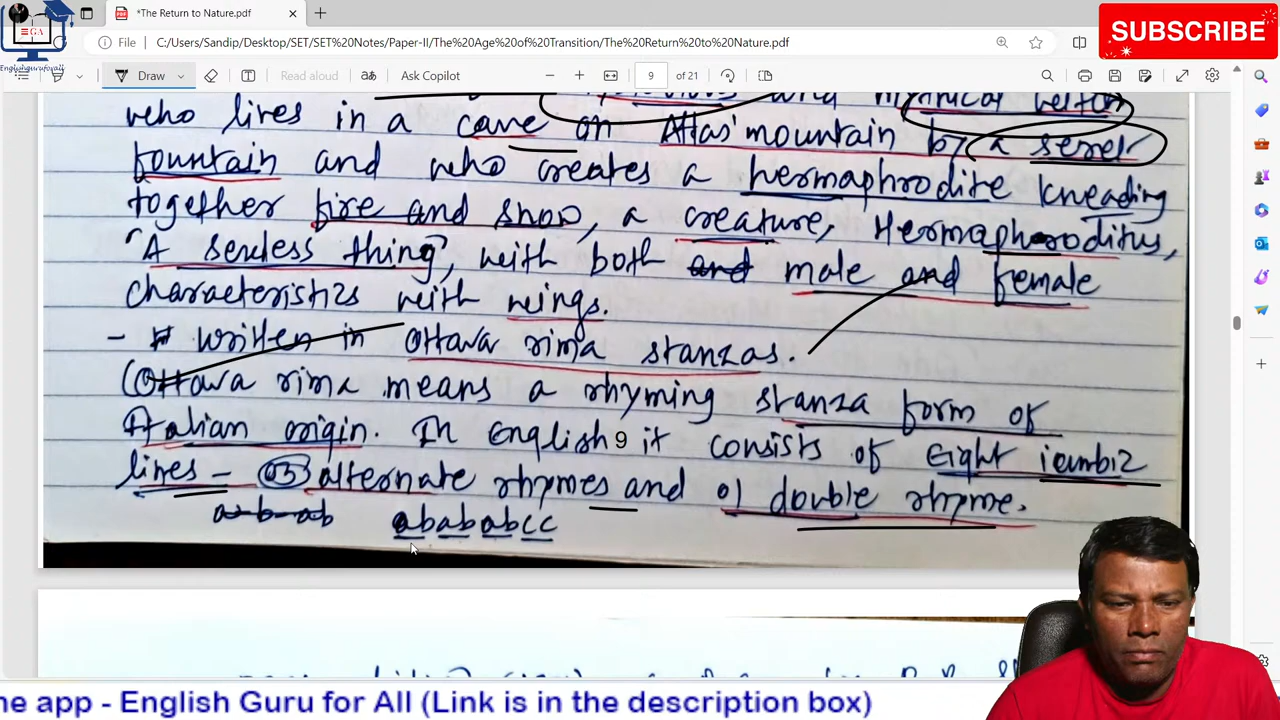 *The Return to Nature.pdf
SUBSCRIBE
EGA
Englishguruforall
File
C:/Users/Sandip/Desktop/SET/SET%20Notes/Paper-II/The%20Age%20of%20Transition/The%20Return%20to%20Nature.pdf
Draw
Read aloud
Ask Copilot
9 of 21
and
who lives in a cave on Atlas' mountain by a secret
fountain and who creates a hermaphrodite kneading
together fire and snow, a creature, Hermaphroditus,
"A sexless thing", with both and male and female
characteristics with wings.
- # written in Ottava rima stanzas.
(Ottava rima means a rhyming stanza form of
Italian origin. In English 9 it consists of Eight iambic
lines - 03 alternate rhymes and 01 double rhyme.
a b ab abababcc
he app - English Guru for All (Link is in the description box)